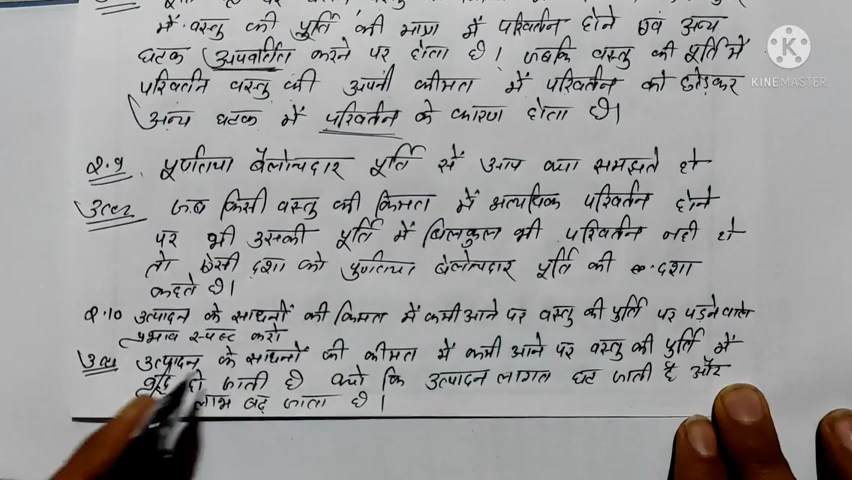 में वस्तु की पूर्ति की मात्रा में परिवर्तन होने एवं अन्य
घटक अपवर्तित करने पर होता है। जबकि वस्तु की पूर्ति में
परिवर्तन वस्तु की अपनी कीमत में परिवर्तन को छोड़कर
अन्य घटक में परिवर्तन के कारण होता है।
Q.9 पूर्णतया बेलोचदार पूर्ति से आप क्या समझते हो
उत्तर जब किसी वस्तु की किमत में अत्यधिक परिवर्तन होने
पर भी उसकी पूर्ति में बिलकुल भी परिवर्तन नही हो
तो ऐसी दशा को पूर्णतया बेलोचदार पूर्ति की दशा
कहते है।
Q.10 उत्पादन के साधनों की किमत में कमी आने पर वस्तु की पूर्ति पर पड़ने वाले
प्रभाव स्पष्ट करो
उत्तर उत्पादन के साधनों की कीमत में कमी आने पर वस्तु की पूर्ति में
हो जाती है क्यो कि उत्पादन लागत घट जाती है और
लाभ बढ़ जाता है।
KINEMASTER